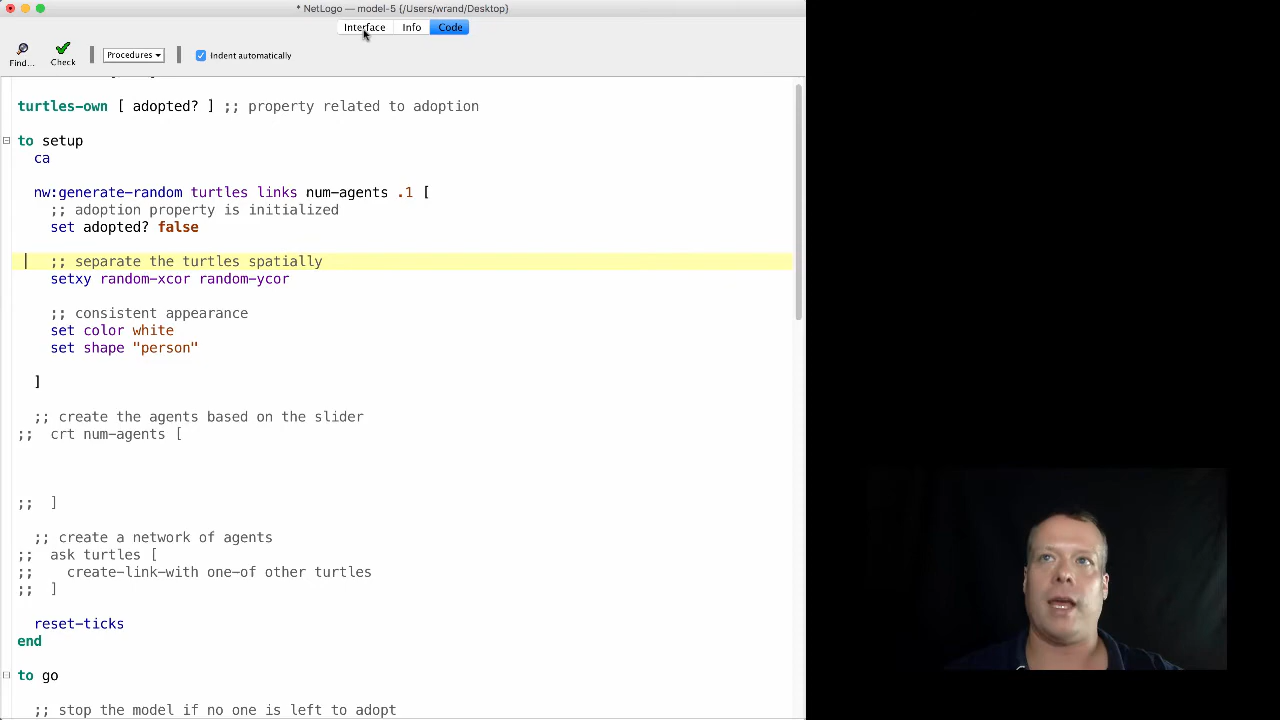 * NetLogo — model-5 {/Users/wrand/Desktop}
Interface Info Code
Find... Check Procedures Indent automatically
turtles-own [ adopted? ] ;; property related to adoption
to setup
ca
nw:generate-random turtles links num-agents .1 [
;; adoption property is initialized
set adopted? false
;; separate the turtles spatially
setxy random-xcor random-ycor
;; consistent appearance
set color white
set shape "person"
]
;; create the agents based on the slider
;; crt num-agents [
;; ]
;; create a network of agents
;; ask turtles [
;; create-link-with one-of other turtles
;; ]
reset-ticks
end
to go
;; stop the model if no one is left to adopt